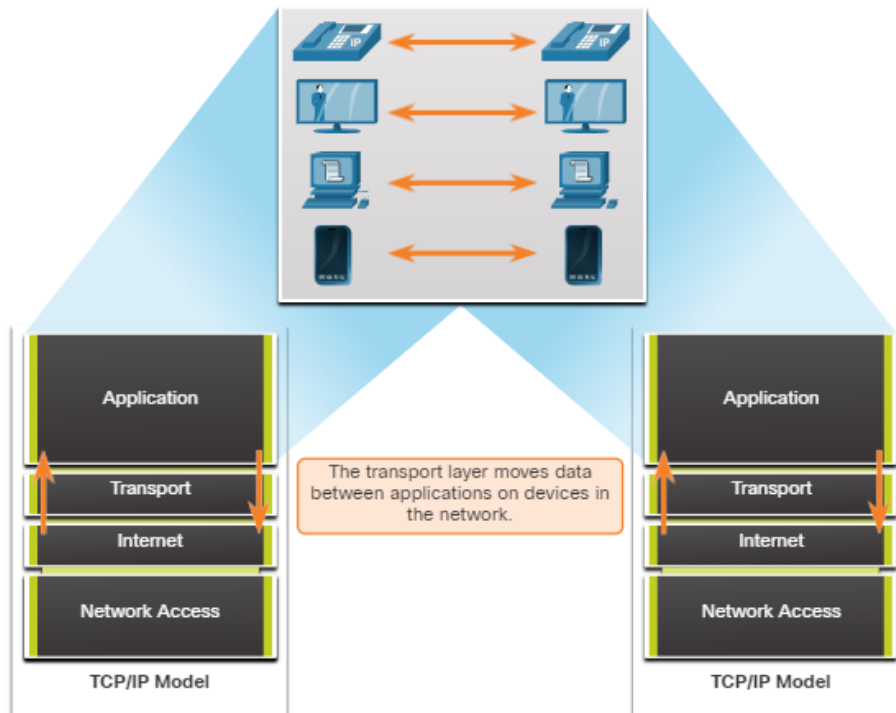 IP
IP
Application
Transport
Internet
Network Access
TCP/IP Model
The transport layer moves data
between applications on devices in
the network.
Application
Transport
Internet
Network Access
TCP/IP Model